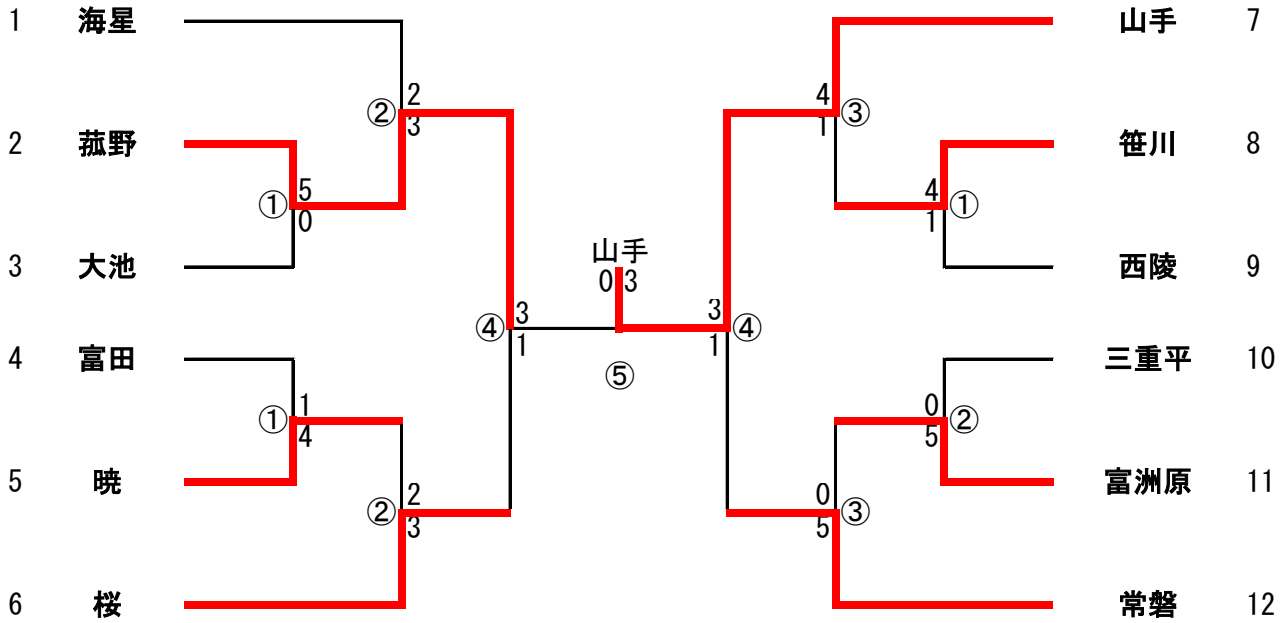 1 海星
山手 7
2
② 3
4
1 ③
2 菰野
笹川 8
① 5
0
4
1 ①
山手
3 大池
西陵 9
0 3
④ 3
1
3
1 ④
4 富田
⑤
三重平 10
① 1
4
0
5 ②
5 暁
富洲原 11
② 2
3
0
5 ③
6 桜
常磐 12